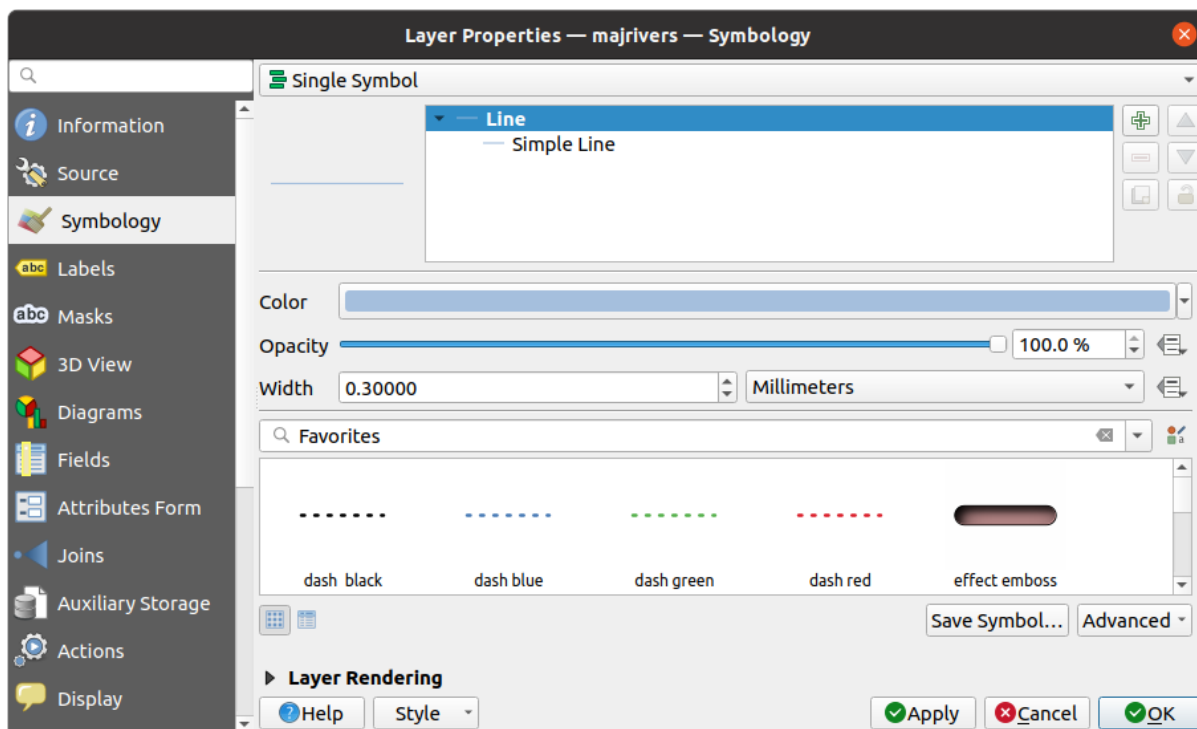 Layer Properties — majrivers — Symbology
Information
Source
Symbology
abc Labels
abc Masks
3D View
Diagrams
Fields
Attributes Form
Joins
Auxiliary Storage
Actions
Display
Single Symbol
Line
Simple Line
Color
Opacity 100.0 %
Width 0.30000 Millimeters
Favorites
dash  black dash blue dash green dash red effect emboss
Save Symbol... Advanced
Layer Rendering
Help Style Apply Cancel OK